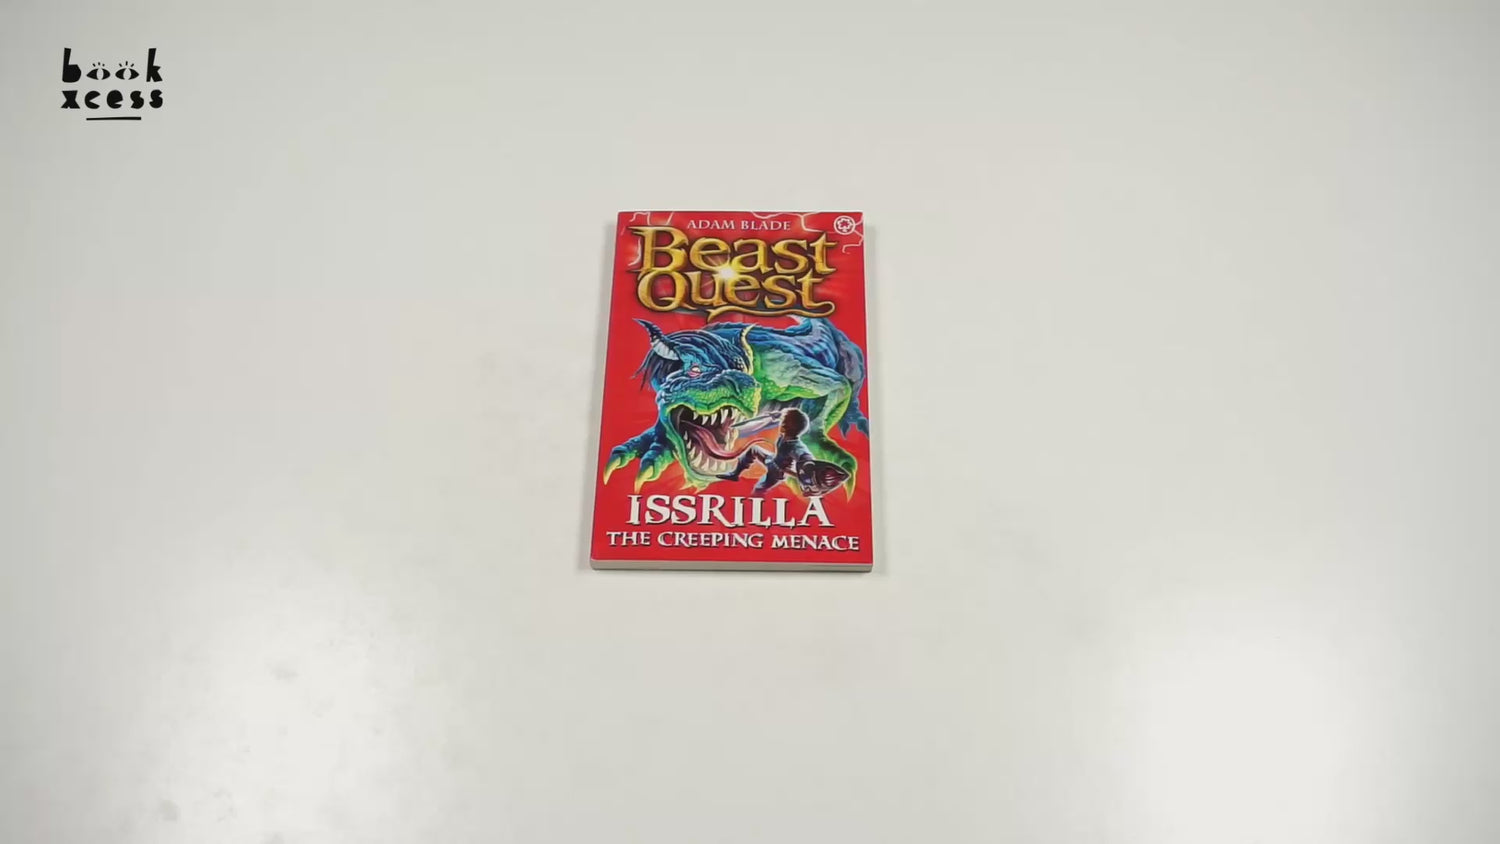 book
xcess
ADAM BLADE
Beast
Quest
ISSRILLA
THE CREEPING MENACE